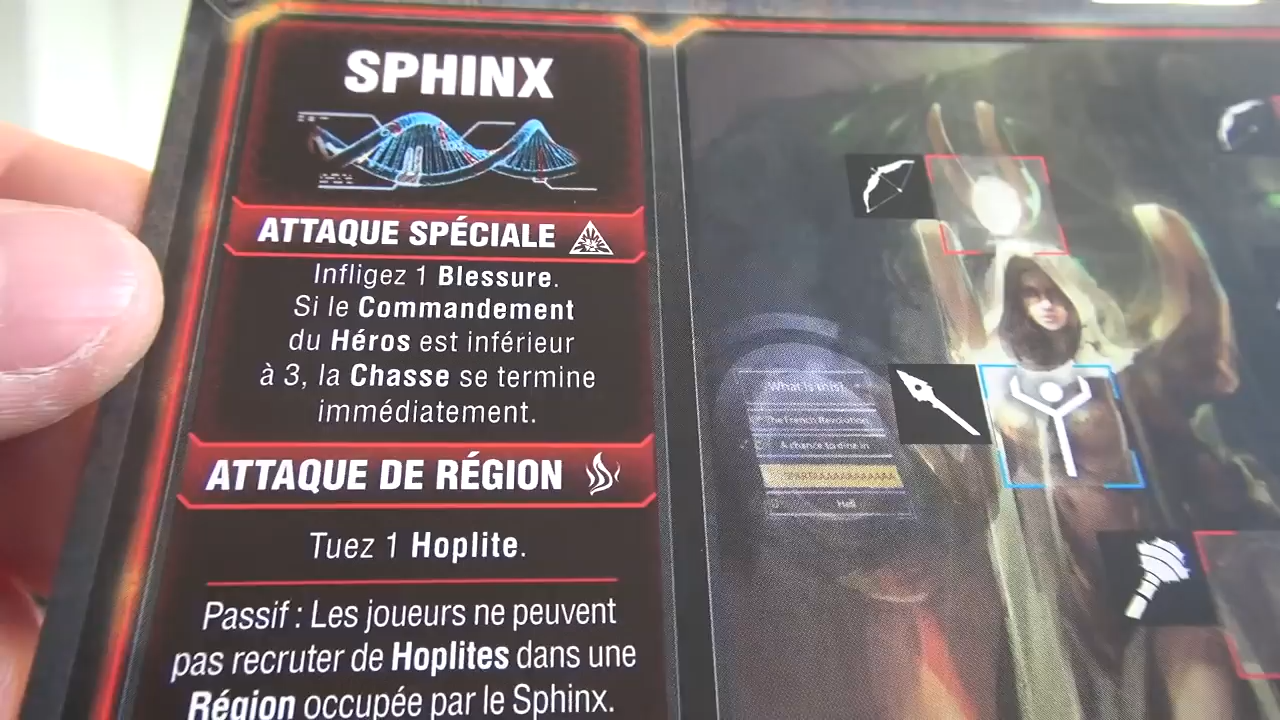 SPHINX
ATTAQUE SPÉCIALE
Infligez 1 Blessure.
Si le Commandement
du Héros est inférieur
à 3, la Chasse se termine
immédiatement.
ATTAQUE DE RÉGION
Tuez 1 Hoplite.
Passif : Les joueurs ne peuvent
pas recruter de Hoplites dans une
Région occupée par le Sphinx.
What is this?
The French Revolution
A chance to dine in
Hell